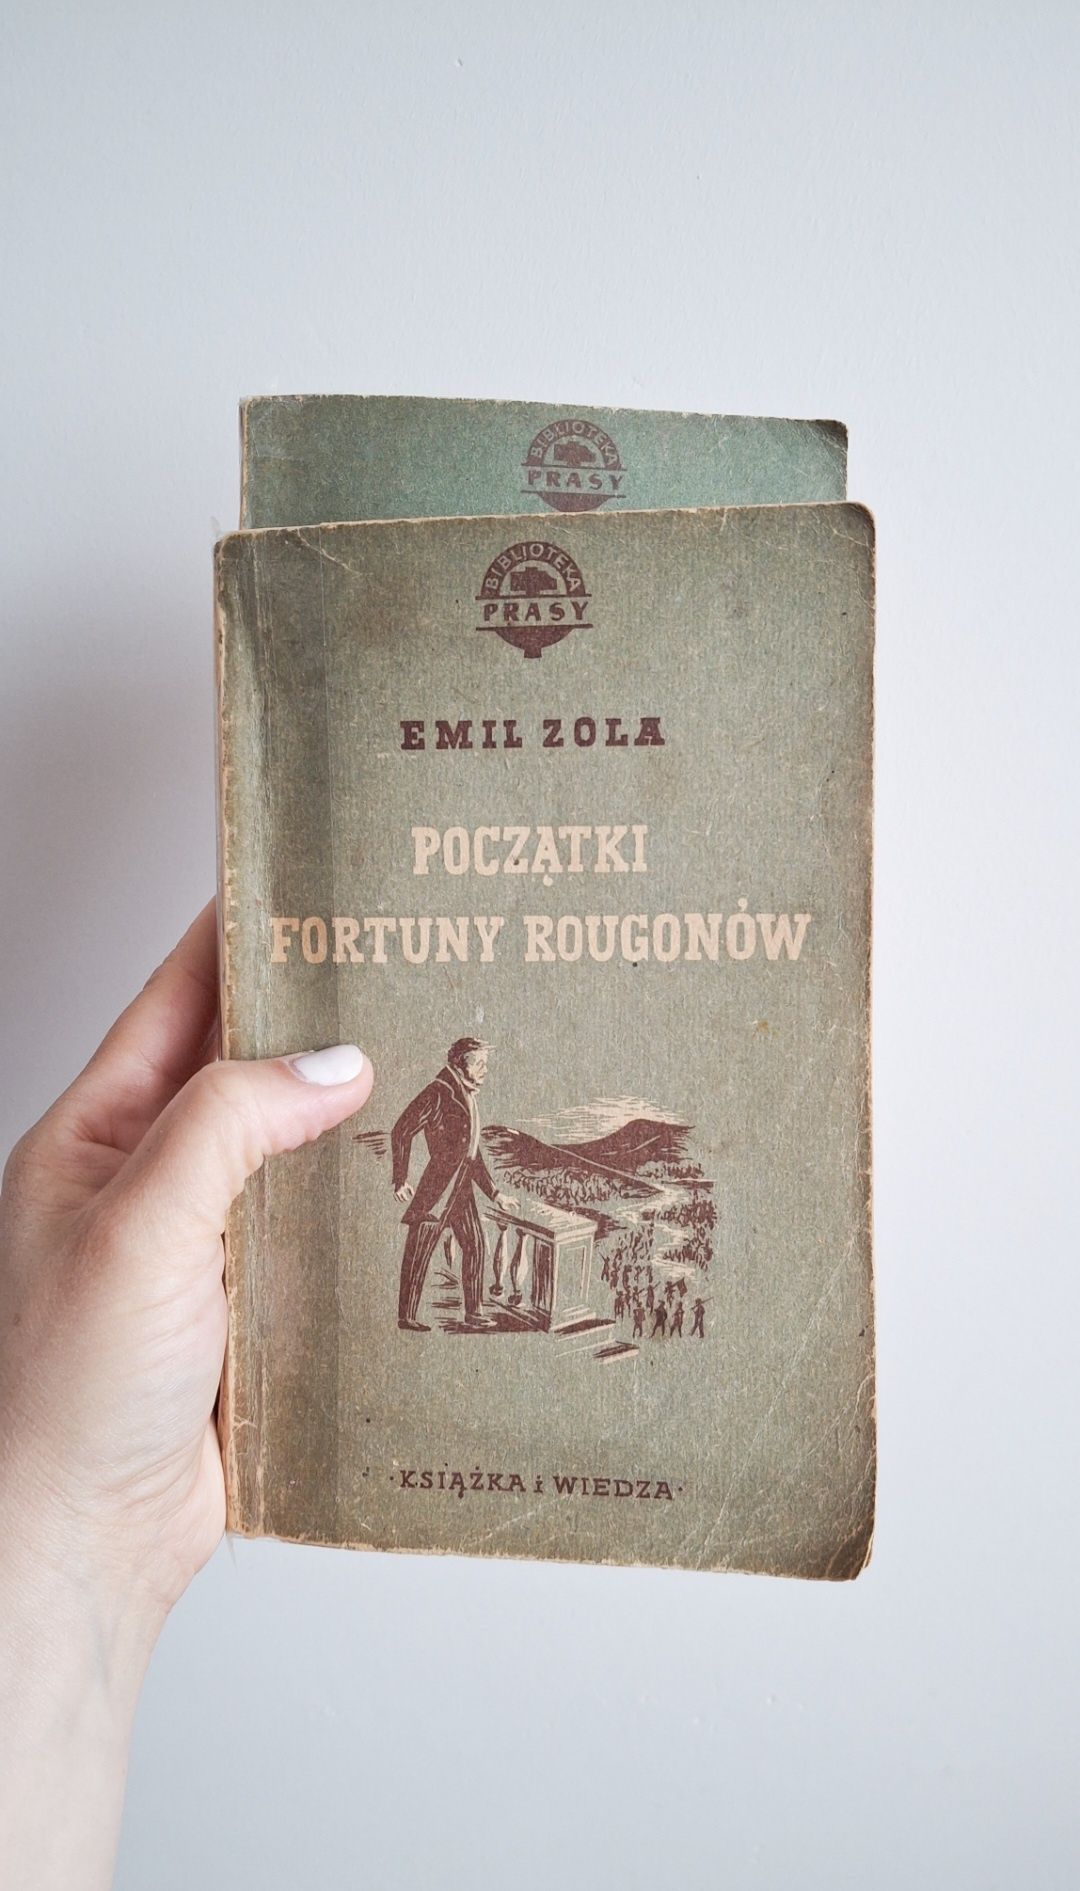 BIBLIOTEKA
PRASY
BIBLIOTEKA
PRASY
EMIL ZOLA
POCZĄTKI
FORTUNY ROUGONÓW
·KSIĄŻKA i WIEDZA·